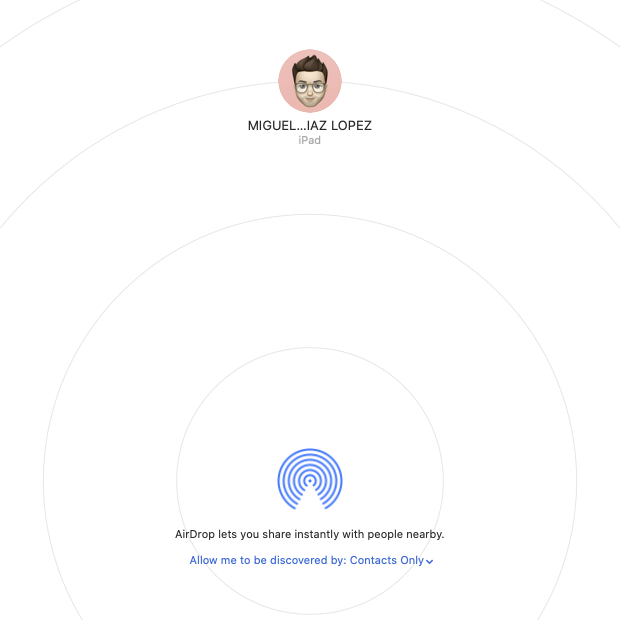 MIGUEL...IAZ LOPEZ
iPad
AirDrop lets you share instantly with people nearby.
Allow me to be discovered by: Contacts Only